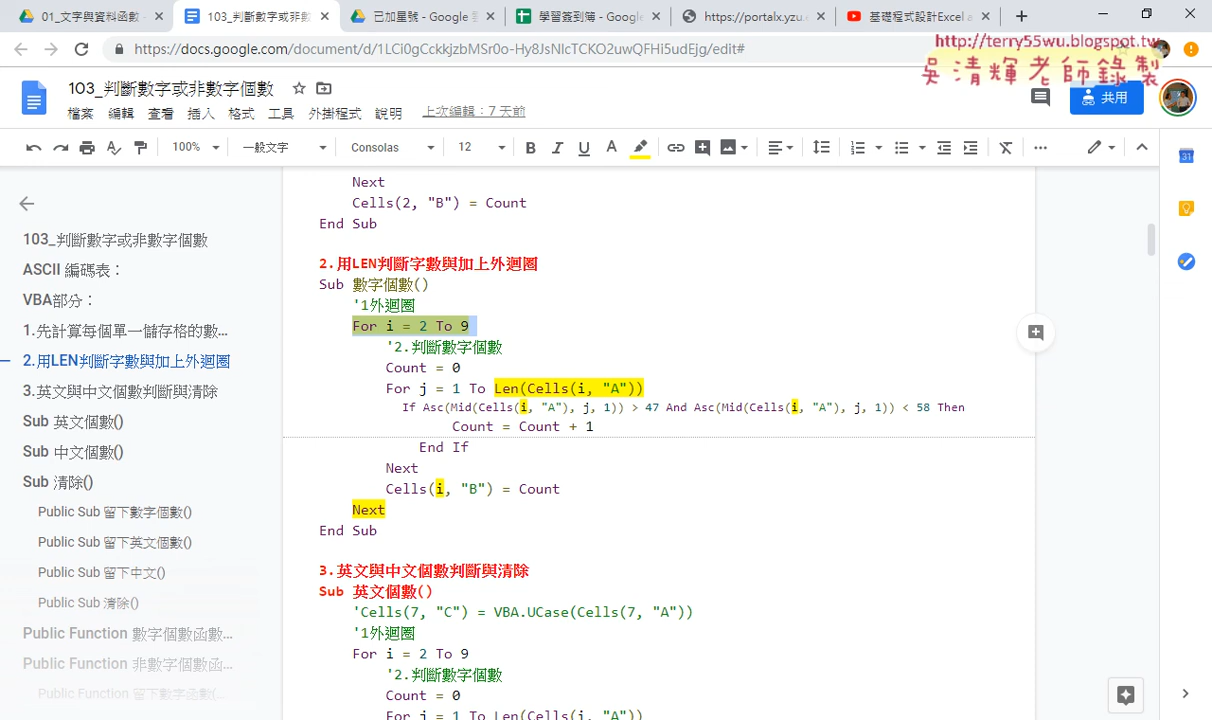 01_文字與資料函數 -
103_判斷數字或非數
已加星號 - Google 雲
學習簽到簿 - Google
https://portalx.yzu.
基礎程式設計Excel a
https://docs.google.com/document/d/1LCi0gCckkjzbMSr0o-Hy8JsNlcTCKO2uwQFHi5udEjg/edit#
http://terry55wu.blogspot.tw
吳清輝老師錄製
103_判斷數字或非數字個數
檔案 編輯 查看 插入 格式 工具 外掛程式 說明 上次編輯：7 天前
共用
100% 一般文字 Consolas 12 B I U A
31
103_判斷數字或非數字個數
ASCII 編碼表：
VBA部分：
1.先計算每個單一儲存格的數...
2.用LEN判斷字數與加上外迴圈
3.英文與中文個數判斷與清除
Sub 英文個數()
Sub 中文個數()
Sub 清除()
Public Sub 留下數字個數()
Public Sub 留下英文個數()
Public Sub 留下中文()
Public Sub 清除()
Public Function 數字個數函數...
Public Function 非數字個數函...
Public Function 留下數字函數(...
Next
Cells(2, "B") = Count
End Sub
2.用LEN判斷字數與加上外迴圈
Sub 數字個數()
'1外迴圈
For i = 2 To 9
'2.判斷數字個數
Count = 0
For j = 1 To Len(Cells(i, "A"))
If Asc(Mid(Cells(i, "A"), j, 1)) > 47 And Asc(Mid(Cells(i, "A"), j, 1)) < 58 Then
Count = Count + 1
End If
Next
Cells(i, "B") = Count
Next
End Sub
3.英文與中文個數判斷與清除
Sub 英文個數()
'Cells(7, "C") = VBA.UCase(Cells(7, "A"))
'1外迴圈
For i = 2 To 9
'2.判斷數字個數
Count = 0
For j = 1 To Len(Cells(i, "A"))